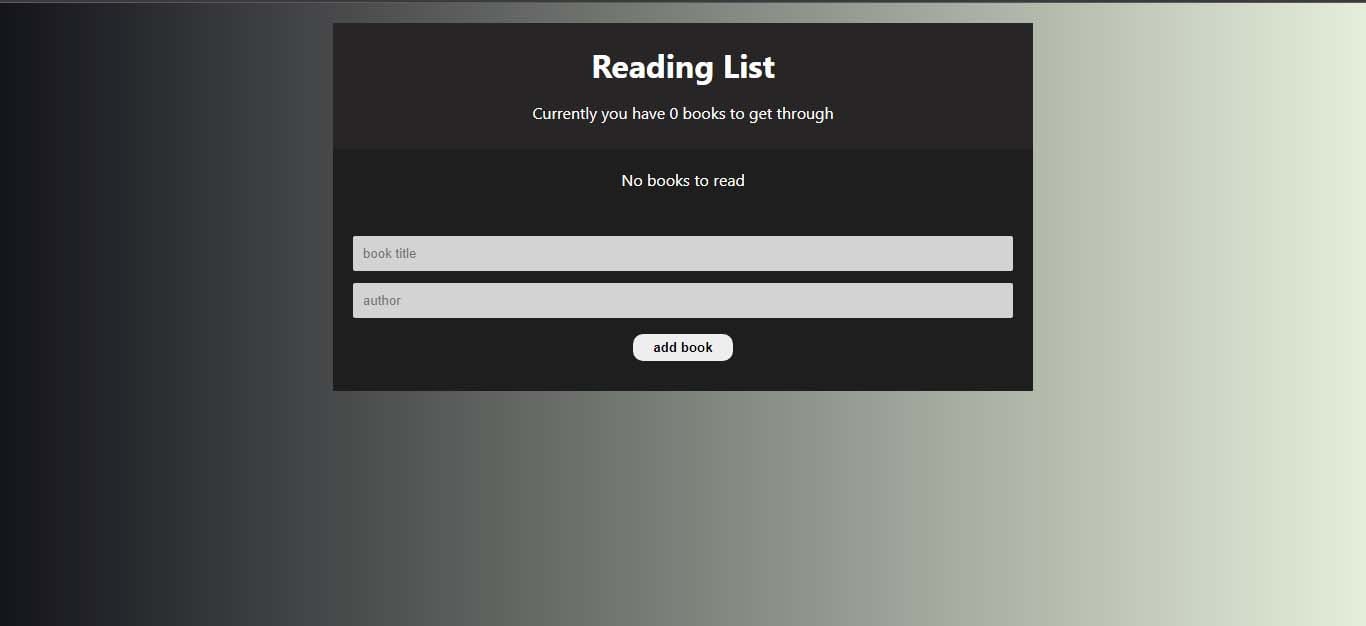 Reading List
Currently you have 0 books to get through
No books to read
book title
author
add book